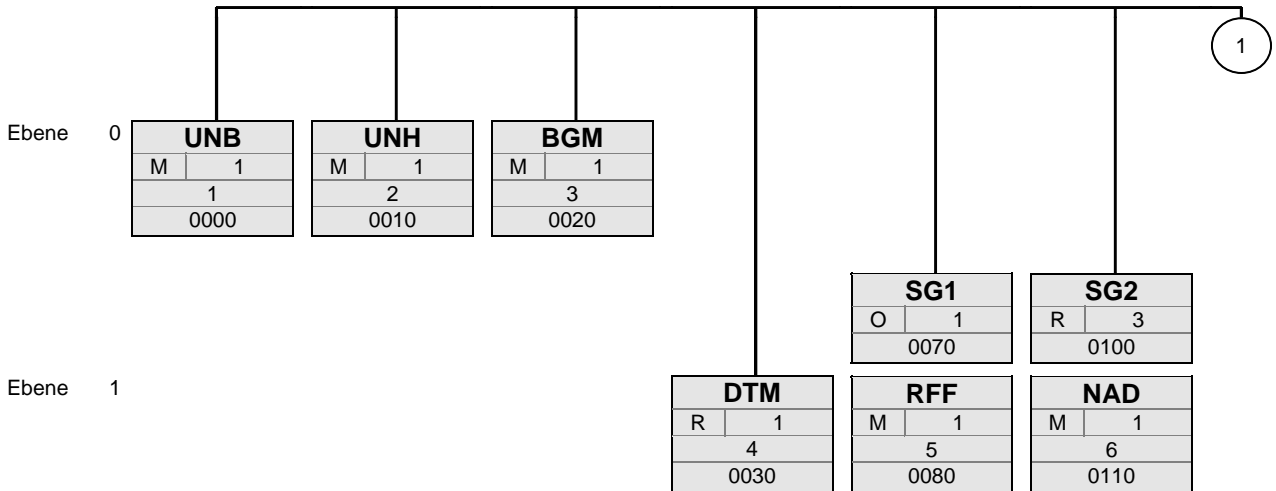 1
Ebene 0
UNB UNH BGM
M 1 M 1 M 1
1 2 3
0000 0010 0020
SG1 SG2
O 1 R 3
0070 0100
Ebene 1
DTM RFF NAD
R 1 M 1 M 1
4 5 6
0030 0080 0110